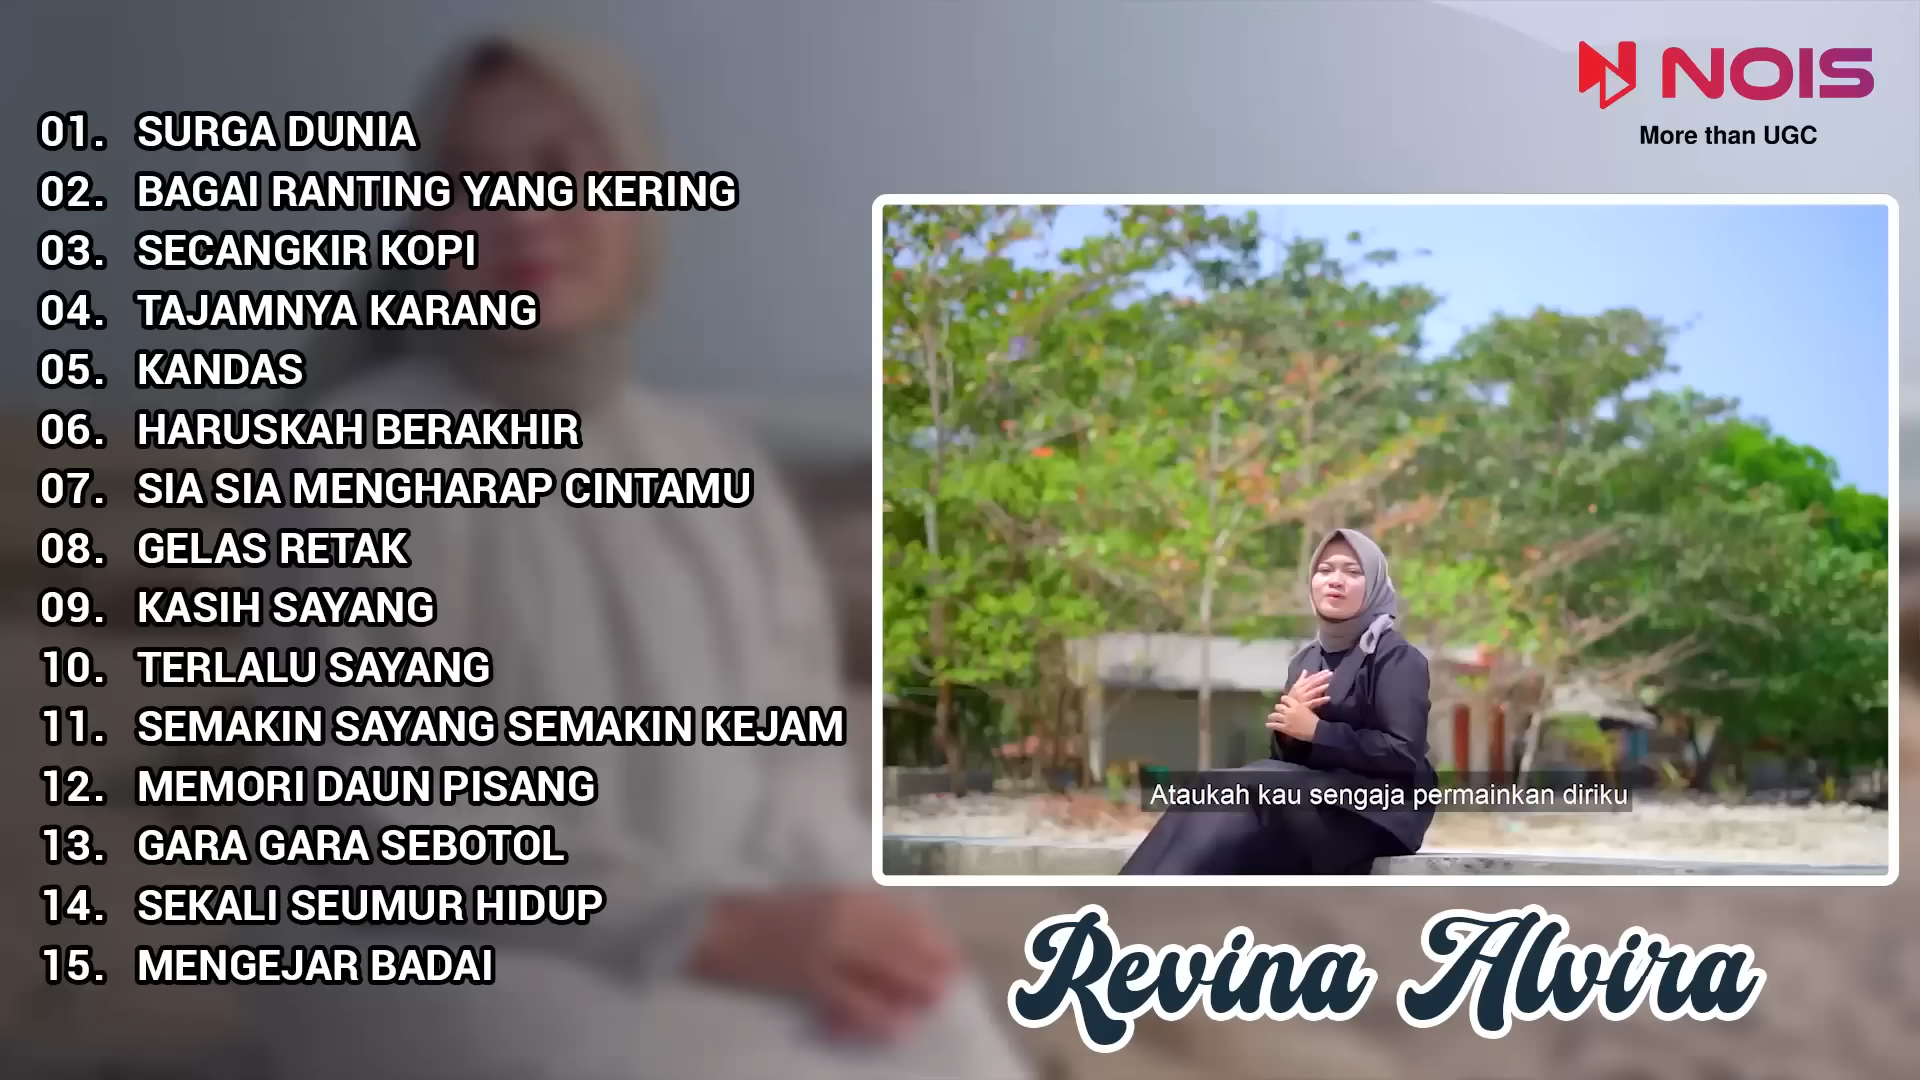 01. SURGA DUNIA
02. BAGAI RANTING YANG KERING
03. SECANGKIR KOPI
04. TAJAMNYA KARANG
05. KANDAS
06. HARUSKAH BERAKHIR
07. SIA SIA MENGHARAP CINTAMU
08. GELAS RETAK
09. KASIH SAYANG
10. TERLALU SAYANG
11. SEMAKIN SAYANG SEMAKIN KEJAM
12. MEMORI DAUN PISANG
13. GARA GARA SEBOTOL
14. SEKALI SEUMUR HIDUP
15. MENGEJAR BADAI
NOIS
More than UGC
Ataukah kau sengaja permainkan diriku
Revina Alvira